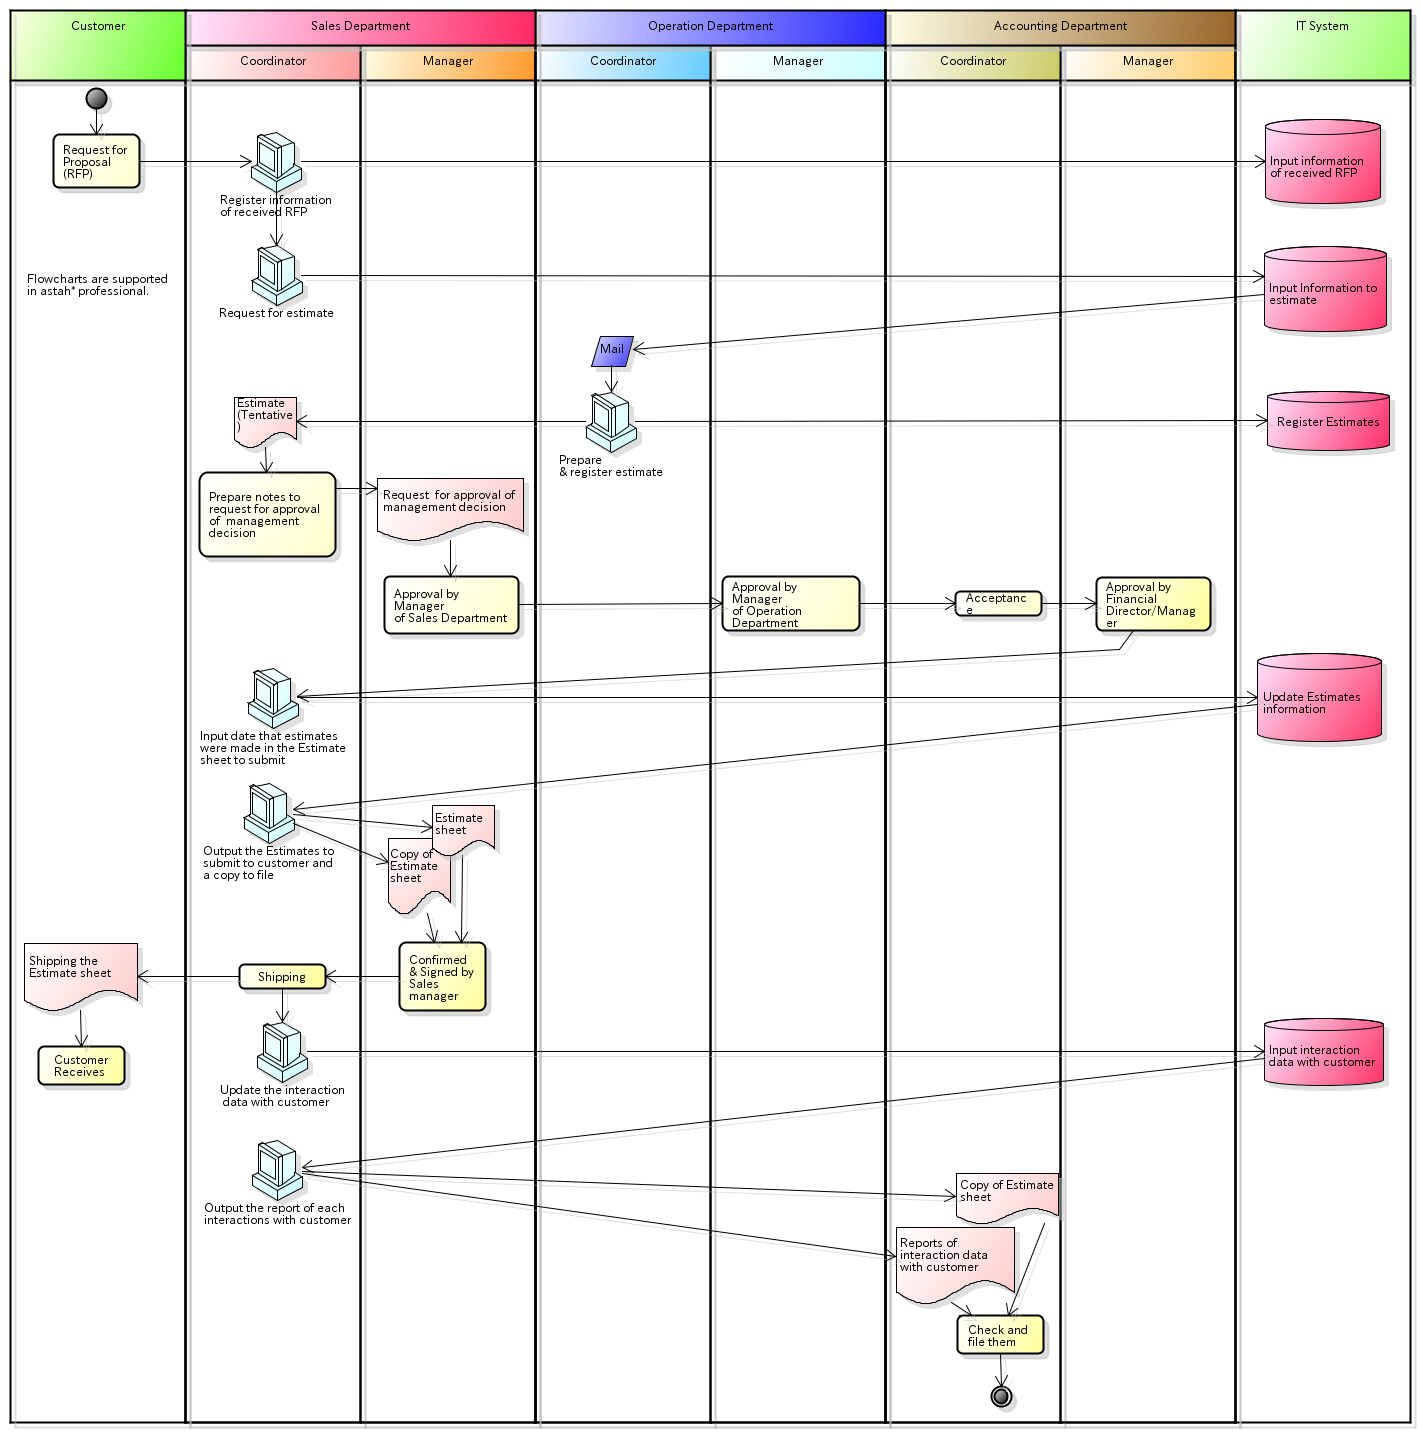 Customer
Sales Department
Operation Department
Accounting Department
IT System
Coordinator
Manager
Coordinator
Manager
Coordinator
Manager
Request for
Proposal
(RFP)
Register information
of received RFP
Input information
of received RFP
Flowcharts are supported
in astah* professional.
Request for estimate
Input Information to
estimate
Mail
Estimate
(Tentative
)
Prepare
& register estimate
Register Estimates
Prepare notes to
request for approval
of  management
decision
Request  for approval of
management decision
Approval by
Manager
of Sales Department
Approval by
Manager
of Operation
Department
Acceptanc
e
Approval by
Financial
Director/Manag
er
Input date that estimates
were made in the Estimate
sheet to submit
Update Estimates
information
Output the Estimates to
submit to customer and
a copy to file
Estimate
sheet
Copy of
Estimate
sheet
Shipping the
Estimate sheet
Shipping
Confirmed
& Signed by
Sales
manager
Customer
Receives
Update the interaction
data with customer
Input interaction
data with customer
Output the report of each
interactions with customer
Copy of Estimate
sheet
Reports of
interaction data
with customer
Check and
file them